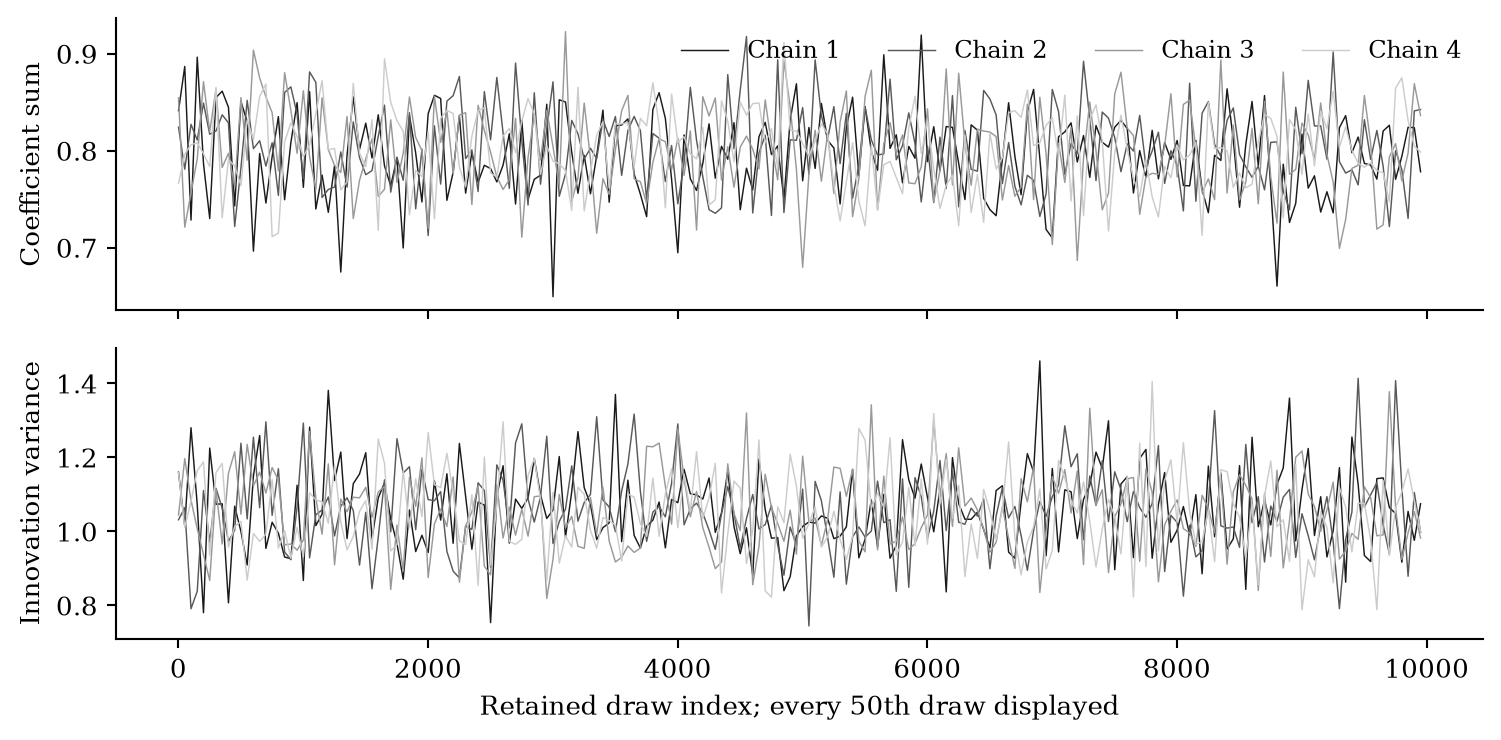 Coefficient sum
0.9
0.8
0.7
Chain 1 Chain 2 Chain 3 Chain 4
Innovation variance
1.4
1.2
1.0
0.8
0 2000 4000 6000 8000 10000
Retained draw index; every 50th draw displayed